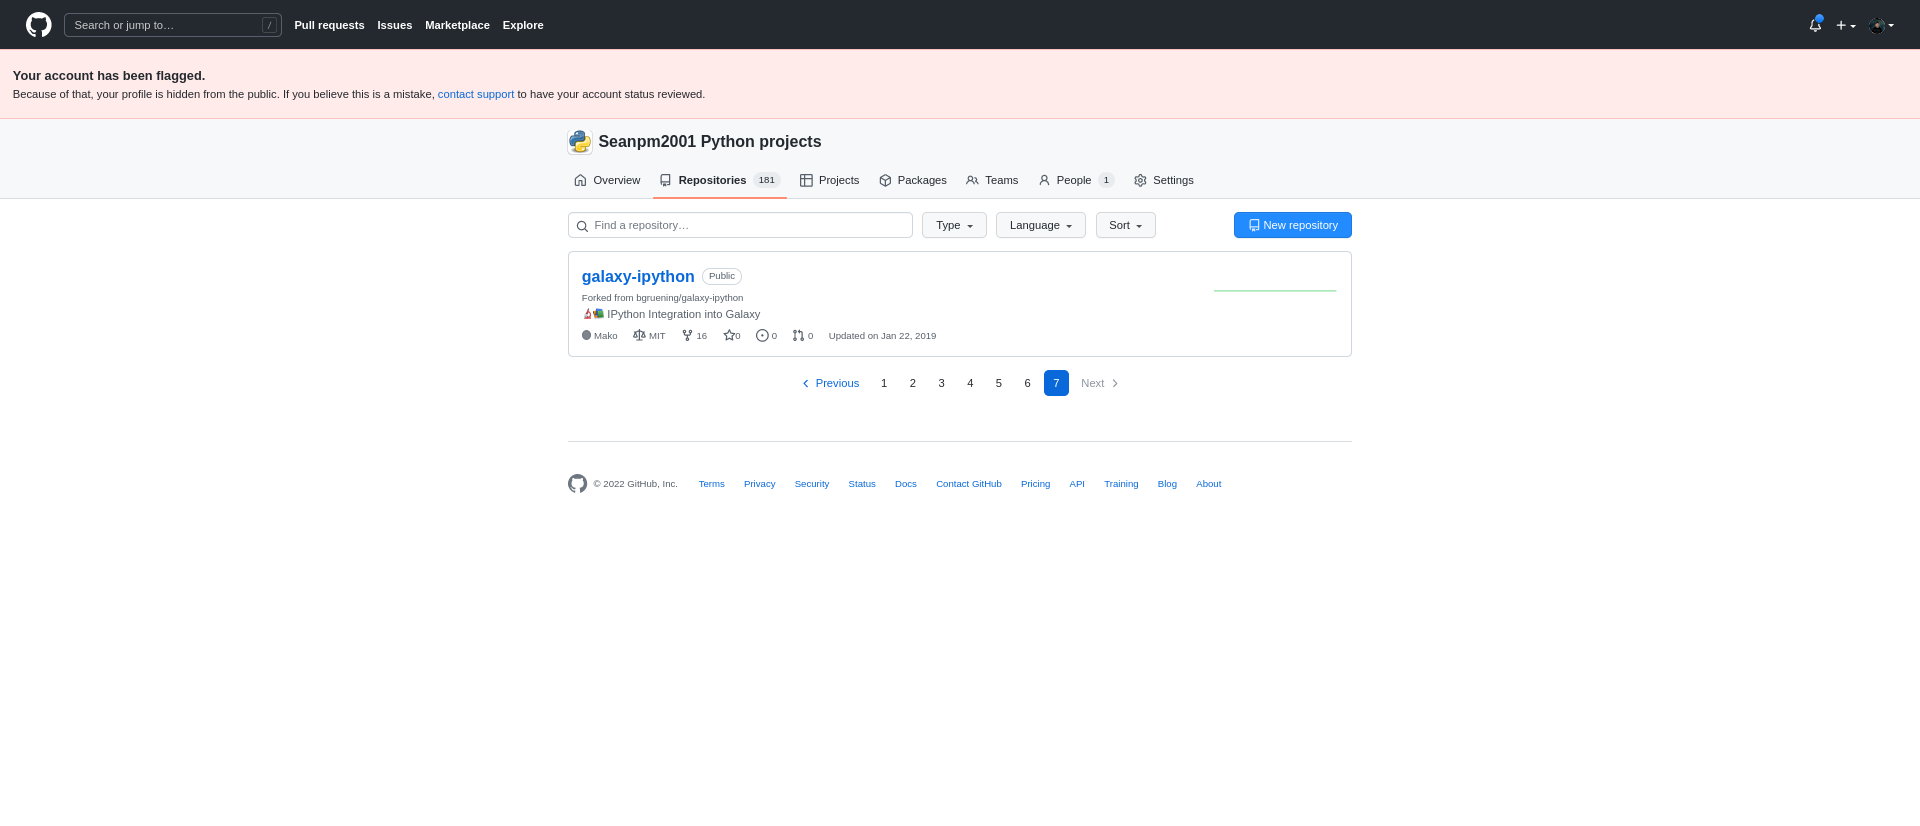 Search or jump to… /
Pull requests Issues Marketplace Explore
Your account has been flagged.
Because of that, your profile is hidden from the public. If you believe this is a mistake, contact support to have your account status reviewed.
Seanpm2001 Python projects
Overview Repositories 181 Projects Packages Teams People 1 Settings
Find a repository… Type Language Sort New repository
galaxy-ipython Public
Forked from bgruening/galaxy-ipython
🔬📚 IPython Integration into Galaxy
Mako MIT 16 0 0 0 Updated on Jan 22, 2019
Previous 1 2 3 4 5 6 7 Next
© 2022 GitHub, Inc. Terms Privacy Security Status Docs Contact GitHub Pricing API Training Blog About